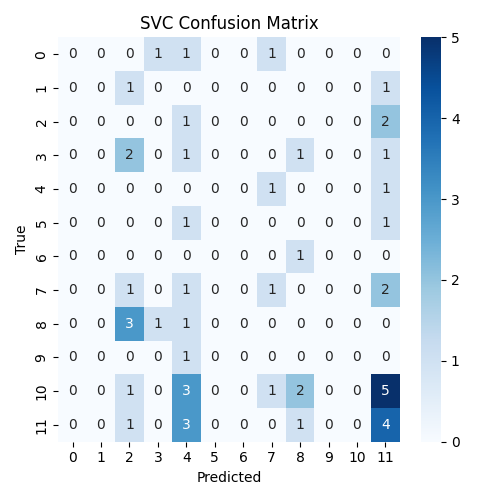 SVC Confusion Matrix
0 0 0 0 1 1 0 0 1 0 0 0 0
1 0 0 1 0 0 0 0 0 0 0 0 1
2 0 0 0 0 1 0 0 0 0 0 0 2
3 0 0 2 0 1 0 0 0 1 0 0 1
4 0 0 0 0 0 0 0 1 0 0 0 1
5 0 0 0 0 1 0 0 0 0 0 0 1
6 0 0 0 0 0 0 0 0 1 0 0 0
7 0 0 1 0 1 0 0 1 0 0 0 2
8 0 0 3 1 1 0 0 0 0 0 0 0
9 0 0 0 0 1 0 0 0 0 0 0 0
10 0 0 1 0 3 0 0 1 2 0 0 5
11 0 0 1 0 3 0 0 0 1 0 0 4
0 1 2 3 4 5 6 7 8 9 10 11
Predicted
True
5
4
3
2
1
0